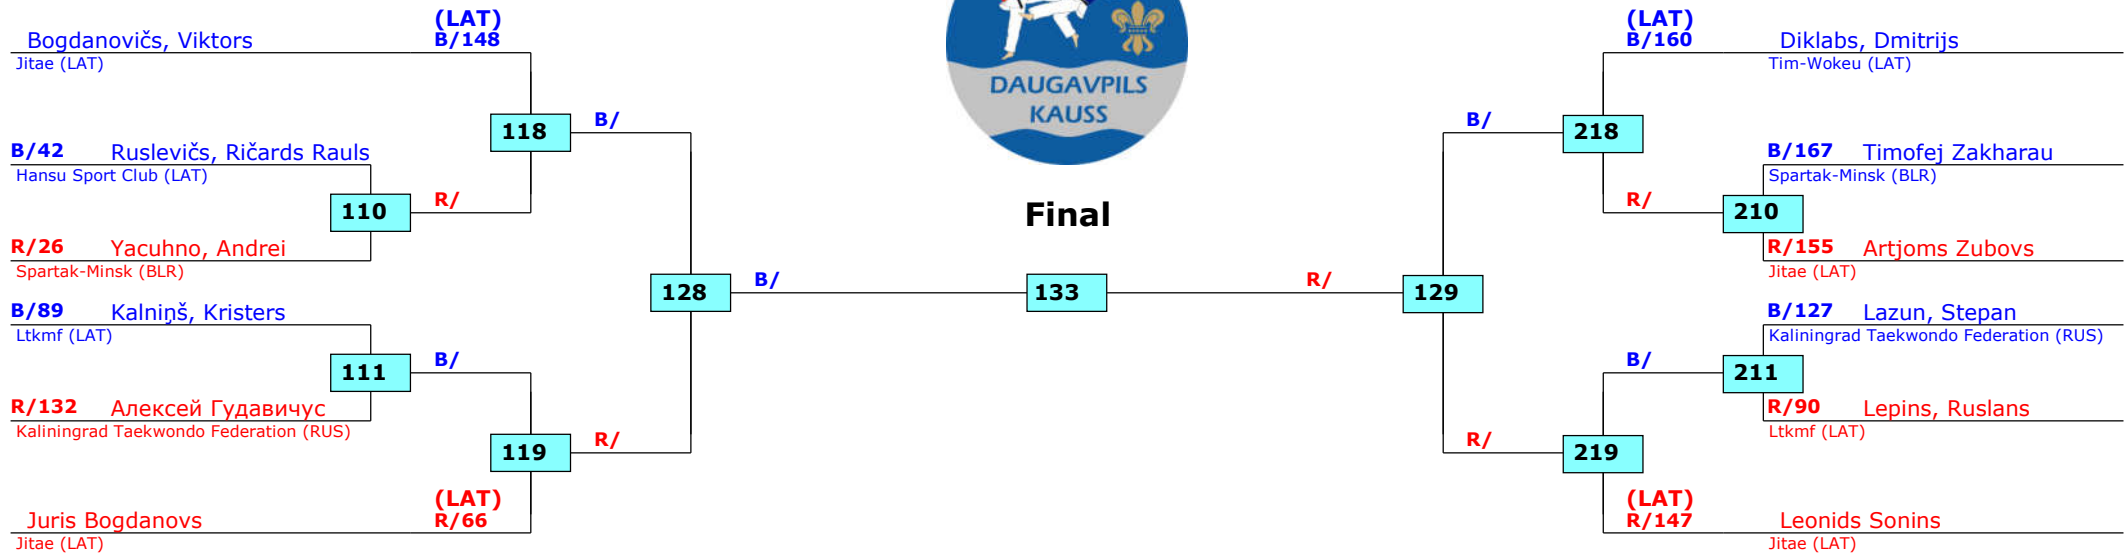 (LAT)
Bogdanovičs, Viktors B/148
Jitae (LAT)
118
B/
B/42 Ruslevičs, Ričards Rauls
Hansu Sport Club (LAT)
110
R/
R/26 Yacuhno, Andrei
Spartak-Minsk (BLR)
128
B/
B/89 Kalniņš, Kristers
Ltkmf (LAT)
111
B/
R/132 Алексей Гудавичус
Kaliningrad Taekwondo Federation (RUS)
119
R/
(LAT)
Juris Bogdanovs R/66
Jitae (LAT)
DAUGAVPILS
KAUSS
Final
133
(LAT)
B/160 Diklabs, Dmitrijs
Tim-Wokeu (LAT)
B/
218
B/167 Timofej Zakharau
Spartak-Minsk (BLR)
R/
210
R/155 Artjoms Zubovs
Jitae (LAT)
R/
129
B/127 Lazun, Stepan
Kaliningrad Taekwondo Federation (RUS)
B/
211
R/90 Lepins, Ruslans
Ltkmf (LAT)
R/
219
(LAT)
R/147 Leonids Sonins
Jitae (LAT)